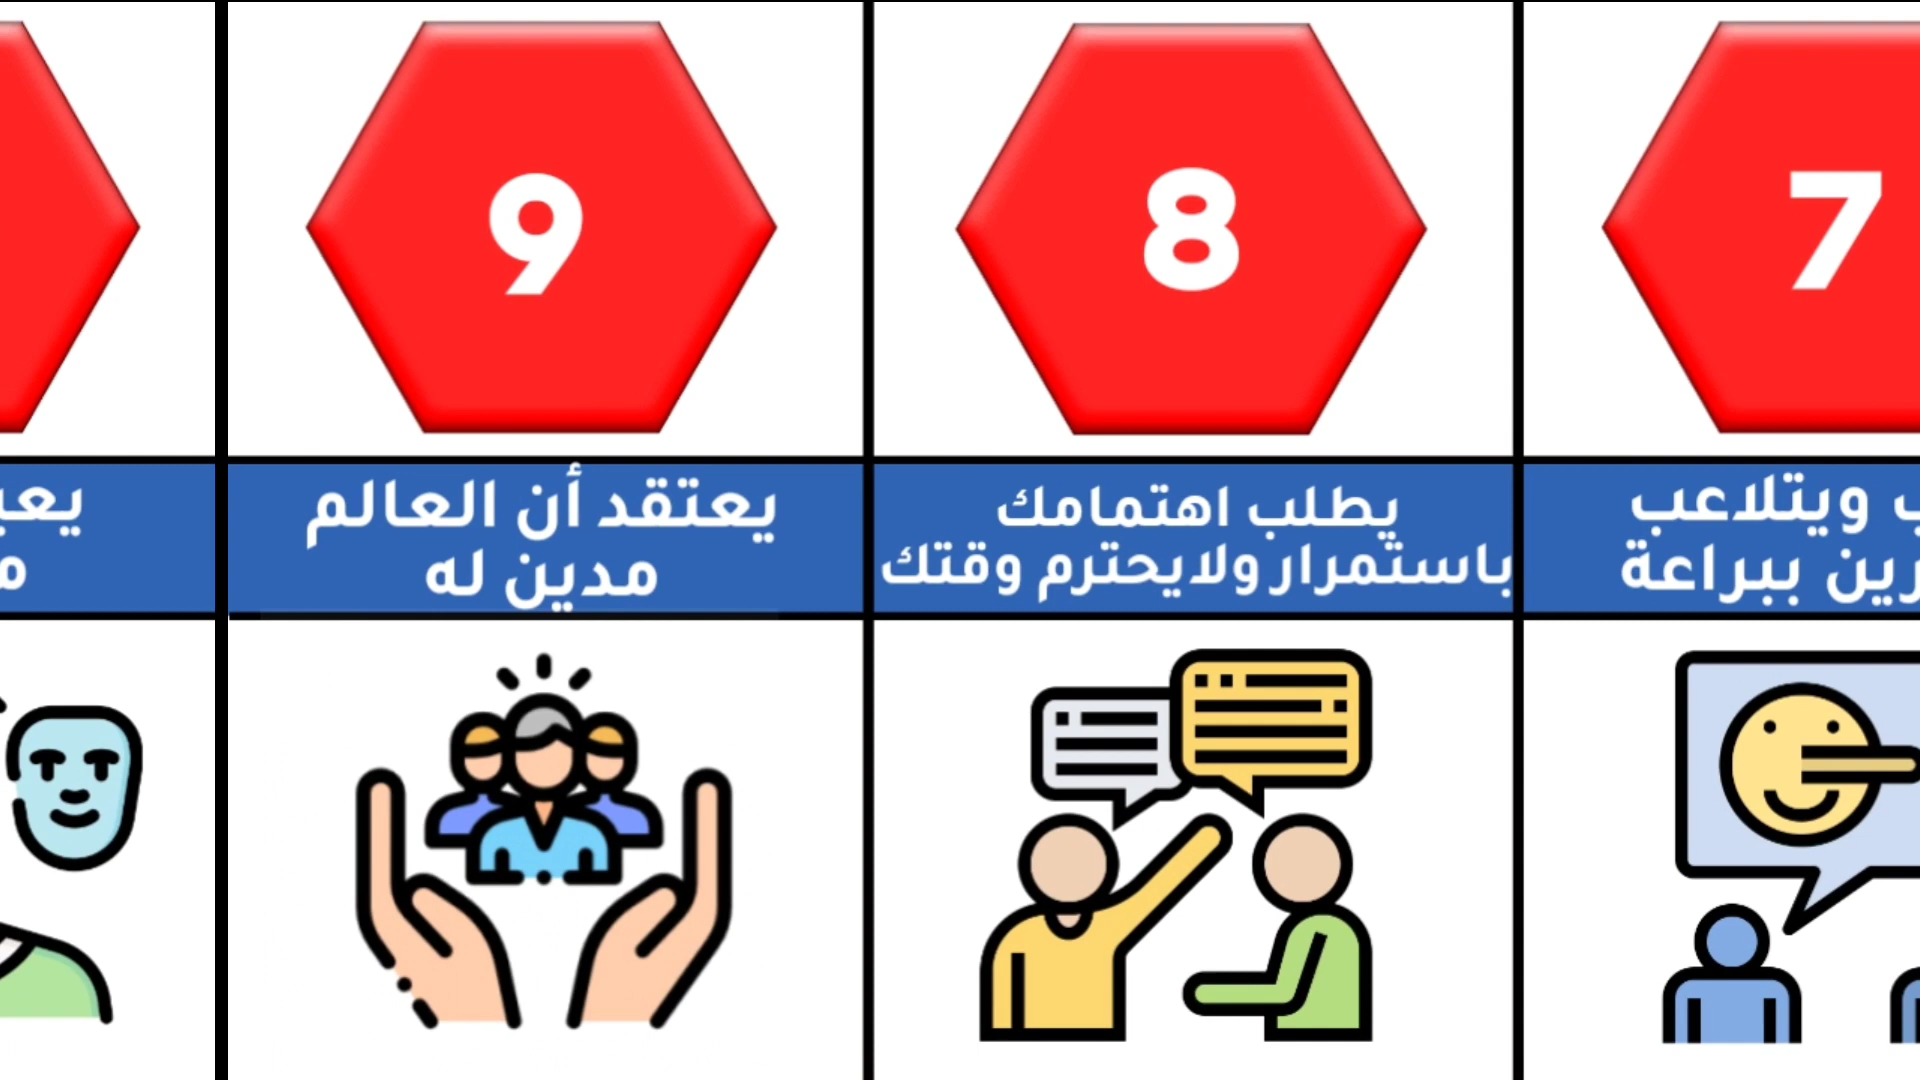 7
ويتلاعب
ببراعة
8
يطلب اهتمامك
باستمرار ولايحترم وقتك
9
يعتقد أن العالم
مدين له